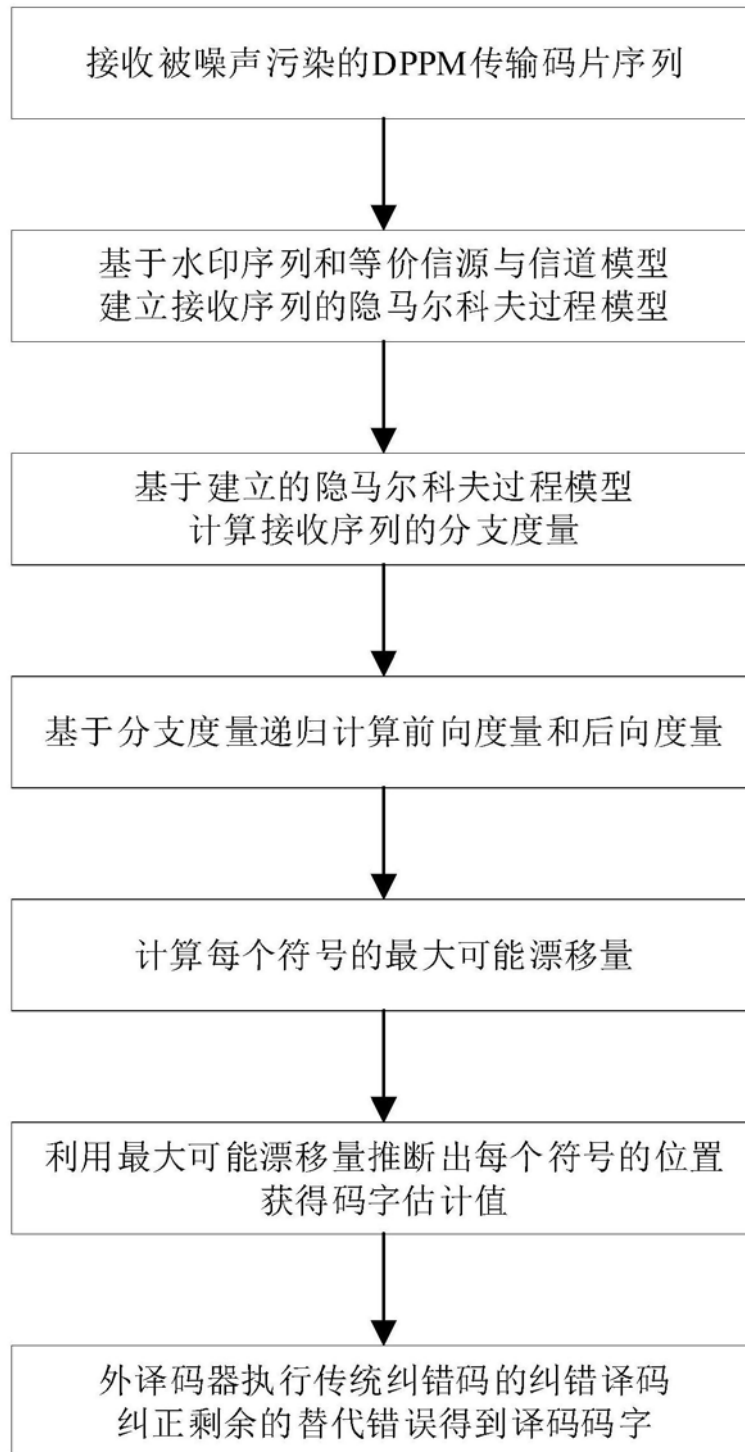 接收被噪声污染的DPPM传输码片序列
基于水印序列和等价信源与信道模型
建立接收序列的隐马尔科夫过程模型
基于建立的隐马尔科夫过程模型
计算接收序列的分支度量
基于分支度量递归计算前向度量和后向度量
计算每个符号的最大可能漂移量
利用最大可能漂移量推断出每个符号的位置
获得码字估计值
外译码器执行传统纠错码的纠错译码
纠正剩余的替代错误得到译码码字